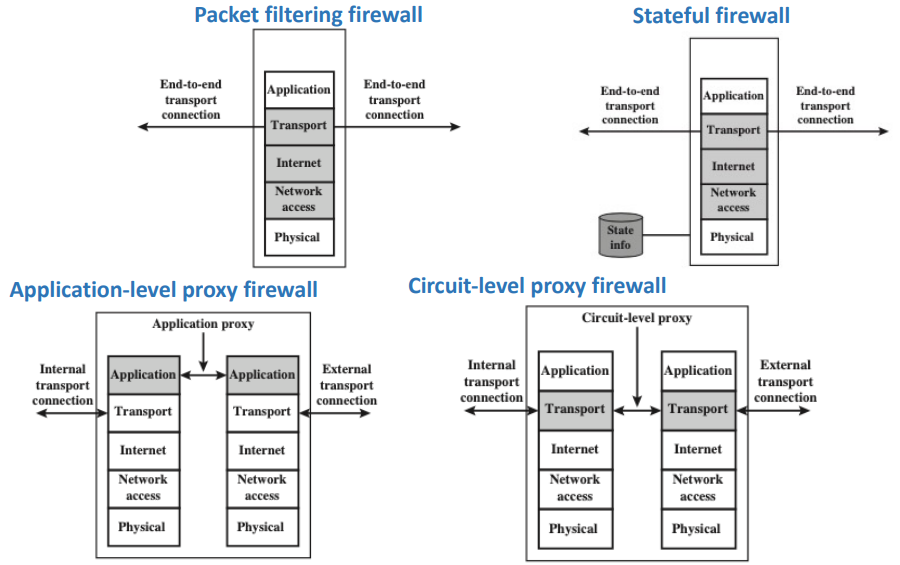 Packet filtering firewall
End-to-end
transport
connection
Application
Transport
Internet
Network
access
Physical
End-to-end
transport
connection
Stateful firewall
End-to-end
transport
connection
Application
Transport
Internet
Network
access
Physical
End-to-end
transport
connection
State
info
Application-level proxy firewall
Application proxy
Internal
transport
connection
Application
Transport
Internet
Network
access
Physical
Application
Transport
Internet
Network
access
Physical
External
transport
connection
Circuit-level proxy firewall
Circuit-level proxy
Internal
transport
connection
Application
Transport
Internet
Network
access
Physical
Application
Transport
Internet
Network
access
Physical
External
transport
connection